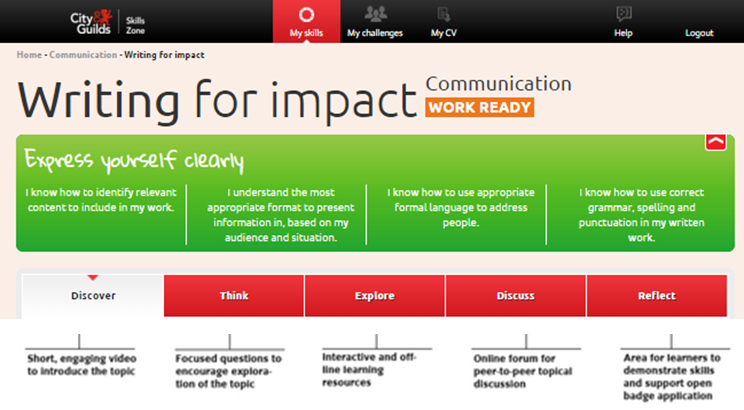 City& Guilds Skills Zone
My skills My challenges My CV Help Logout
Home - Communication - Writing for impact
Writing for impact
Communication
WORK READY
Express yourself clearly
I know how to identify relevant
content to include in my work.
I understand the most
appropriate format to present
information in, based on my
audience and situation.
I know how to use appropriate
formal language to address
people.
I know how to use correct
grammar, spelling and
punctuation in my written
work.
Discover Think Explore Discuss Reflect
Short, engaging video
to introduce the topic
Focused questions to
encourage explora-
tion of the topic
Interactive and off-
line learning
resources
Online forum for
peer-to-peer topical
discussion
Area for learners to
demonstrate skills
and support open
badge application